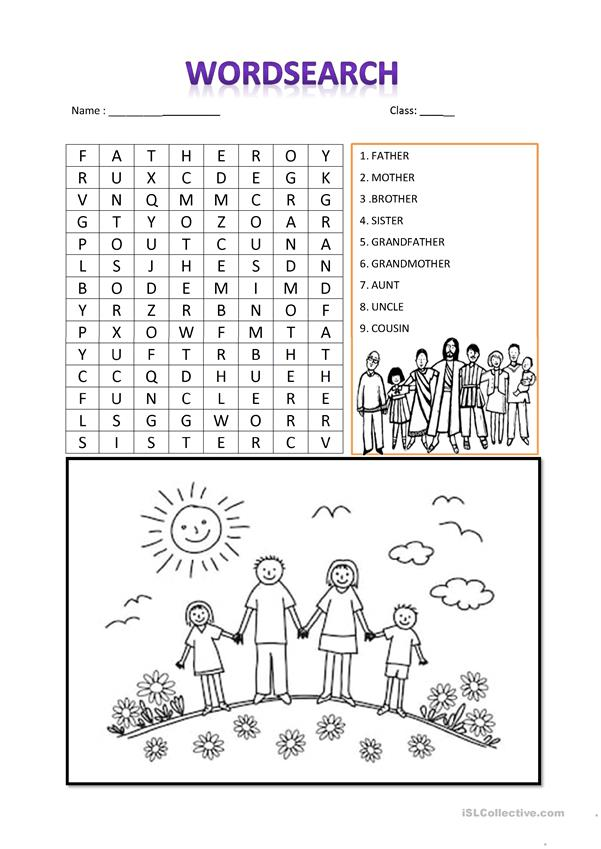 WORDSEARCH
Name : ____________________ Class: ______
F A T H E R O Y
R U X C D E G K
V N Q M M C R G
G T Y O Z O A R
P O U T C U N A
L S J H E S D N
B O D E M I M D
Y R Z R B N O F
P X O W F M T A
Y U F T R B H T
C C Q D H U E H
F U N C L E R E
L S G G W O R R
S I S T E R C V
1. FATHER
2. MOTHER
3 .BROTHER
4. SISTER
5. GRANDFATHER
6. GRANDMOTHER
7. AUNT
8. UNCLE
9. COUSIN
iSLCollective.com